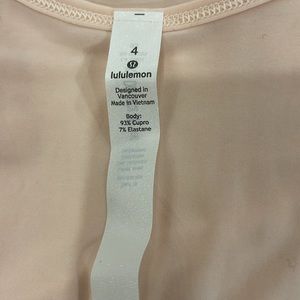 4
lululemon
Designed in
Vancouver
Made in Vietnam
Body:
93% Cupro
7% Elastane